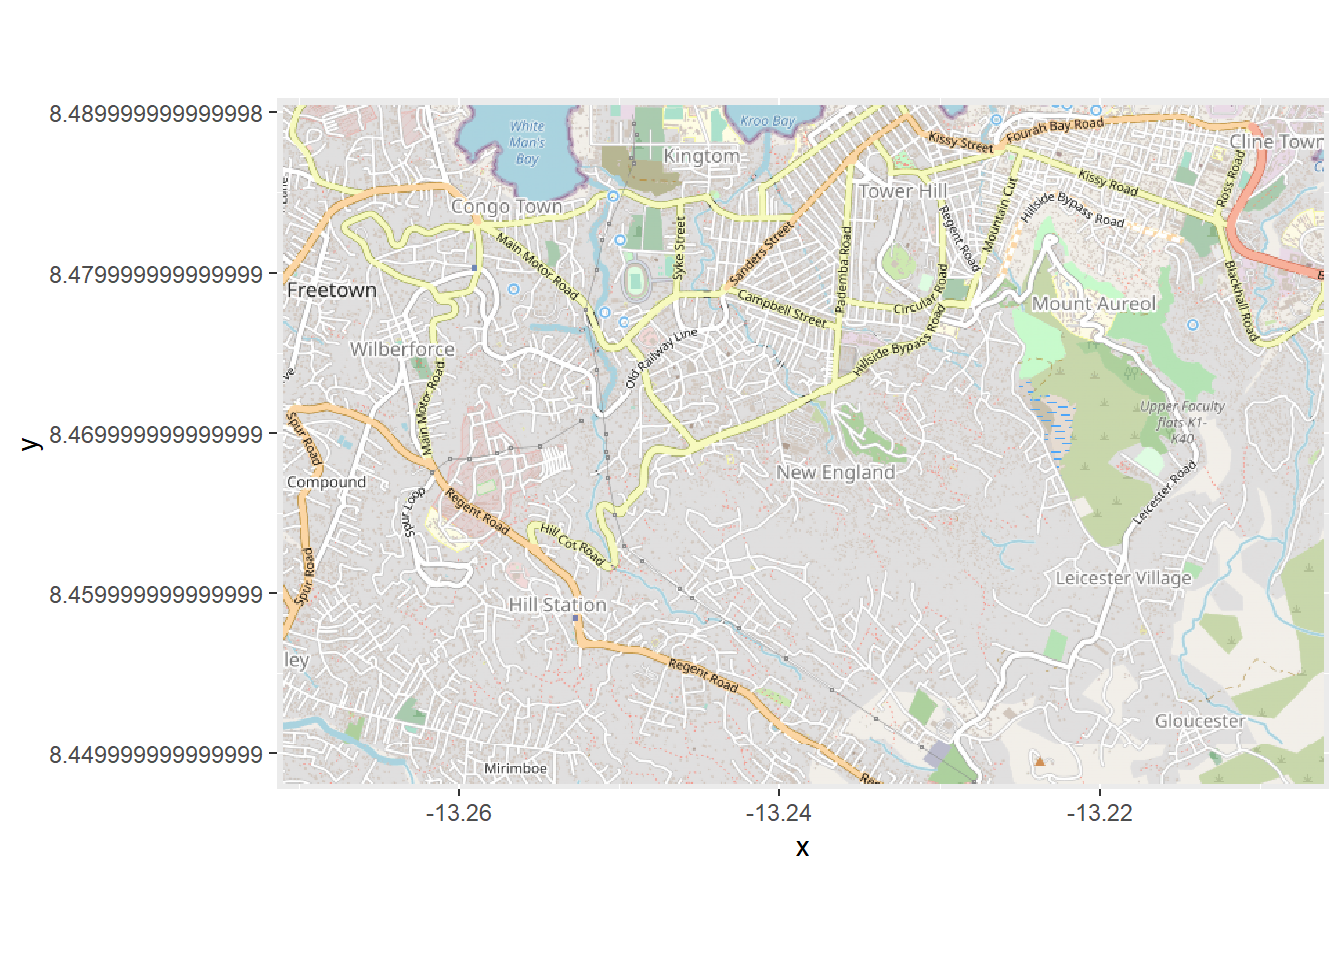 8.489999999999998
8.479999999999999
8.469999999999999
8.459999999999999
8.449999999999999
y
White
Man's
Bay
Kroo Bay
Kingtom
Kissy Street
Fourah Bay Road
Cline Town
Congo Town
Tower Hill
Kissy Road
Ross Road
Hillside Bypass Road
Regent Road
Mountain Cut
Main Motor Road
Syke Street
Sanders Street
Pademba Road
Blackhall Road
Freetown
Campbell Street
Circular Road
Mount Aureol
Wilberforce
Old Railway Line
Hillside Bypass Road
Main Motor Road
Upper Faculty
flats K1-
K40
Spur Road
Compound
New England
Spur Loop
Regent Road
Leicester Road
Hill Cot Road
Spur Road
Hill Station
Leicester Village
ley
Regent Road
Gloucester
Mirimboe
-13.26
-13.24
-13.22
x